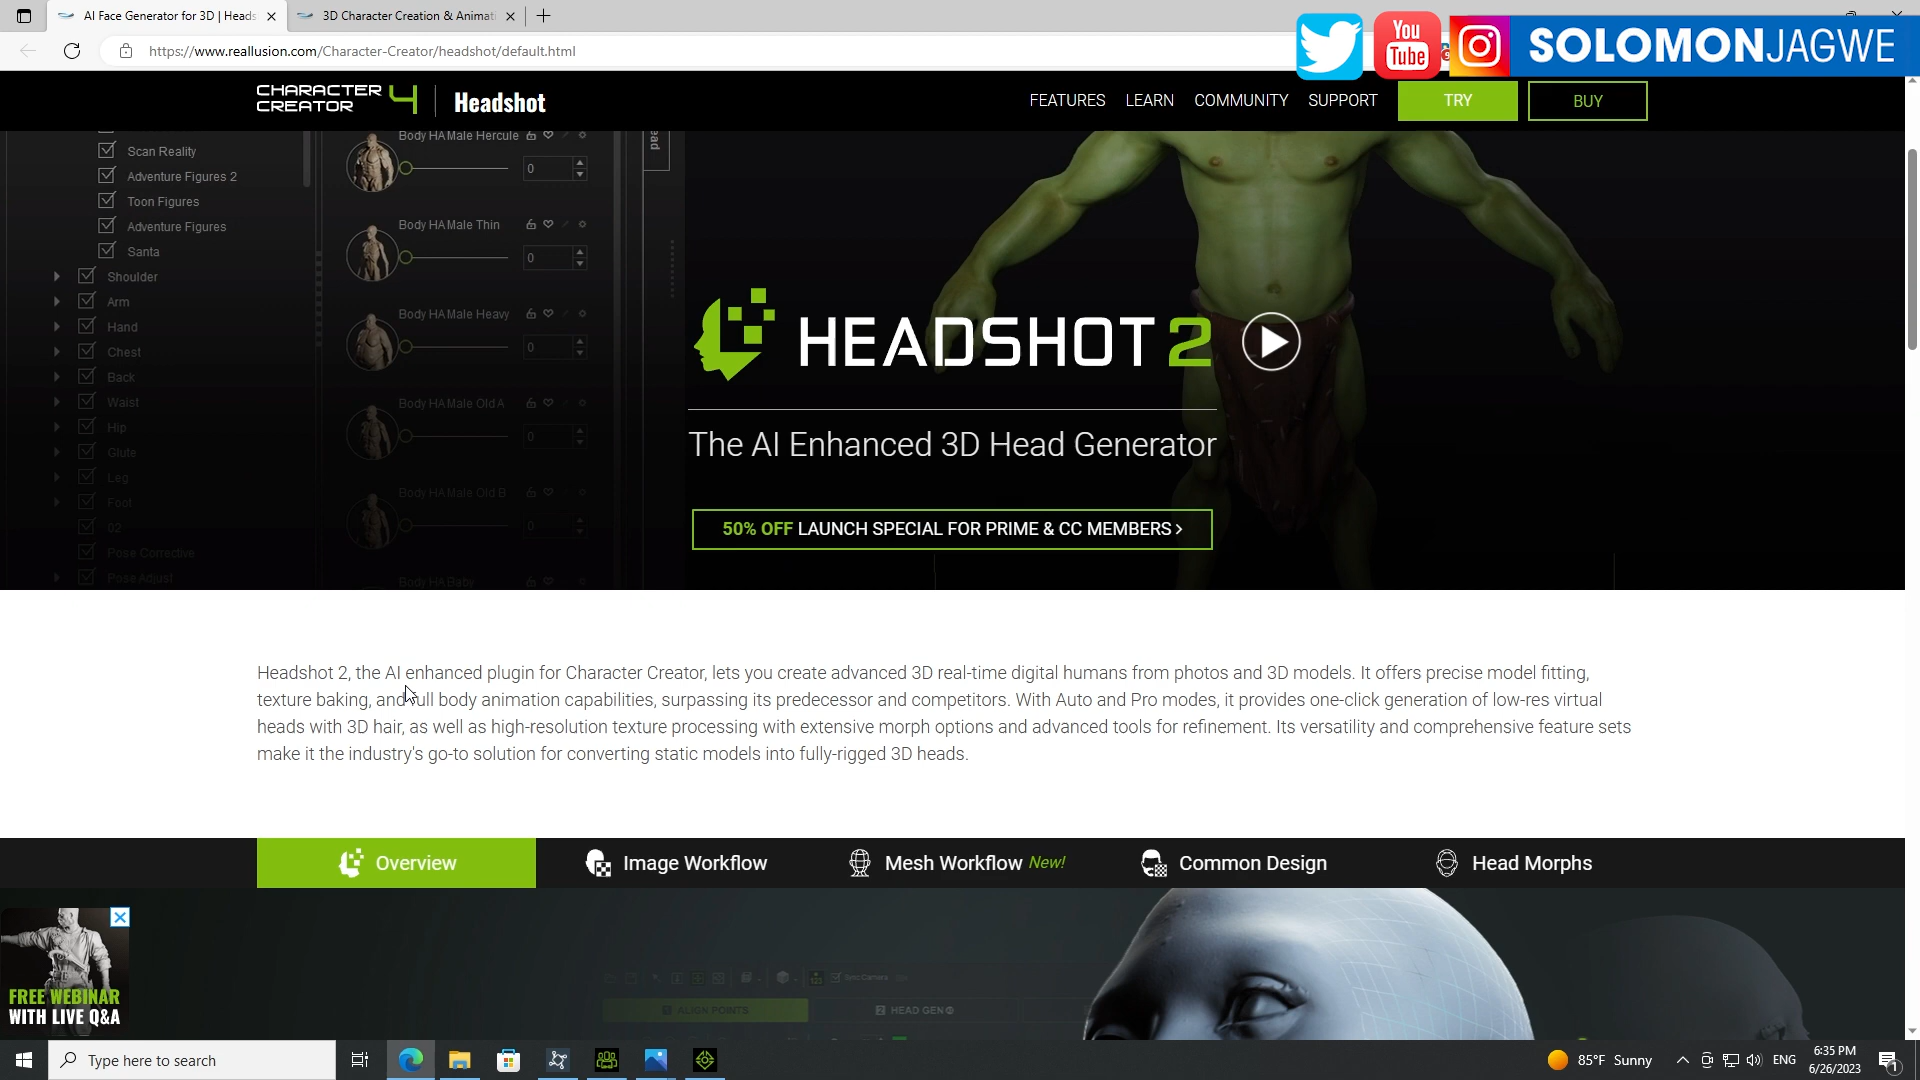 AI Face Generator for 3D | Heads
3D Character Creation & Animat
https://www.reallusion.com/Character-Creator/headshot/default.html
You
Tube
SOLOMONJAGWE
CHARACTER
CREATOR 4
Headshot
FEATURES
LEARN
COMMUNITY
SUPPORT
TRY
BUY
Scan Reality
Adventure Figures 2
Toon Figures
Adventure Figures
Santa
Shoulder
Arm
Hand
Chest
Back
Waist
Hip
Glute
Leg
Foot
02
Pose Corrective
Pose Adjust
Body HA Male Hercule
0
Body HA Male Thin
0
Body HA Male Heavy
0
Body HA Male Old A
0
Body HA Male Old B
0
Body HA Baby
ead
HEADSHOT 2
The AI Enhanced 3D Head Generator
50% OFF LAUNCH SPECIAL FOR PRIME & CC MEMBERS >
Headshot 2, the AI enhanced plugin for Character Creator, lets you create advanced 3D real-time digital humans from photos and 3D models. It offers precise model fitting,
texture baking, and full body animation capabilities, surpassing its predecessor and competitors. With Auto and Pro modes, it provides one-click generation of low-res virtual
heads with 3D hair, as well as high-resolution texture processing with extensive morph options and advanced tools for refinement. Its versatility and comprehensive feature sets
make it the industry's go-to solution for converting static models into fully-rigged 3D heads.
Overview
Image Workflow
Mesh Workflow New!
Common Design
Head Morphs
Sync Camera
ALIGN POINTS
2 HEAD GEN
FREE WEBINAR
WITH LIVE Q&A
Type here to search
85°F Sunny
ENG
6:35 PM
6/26/2023
1